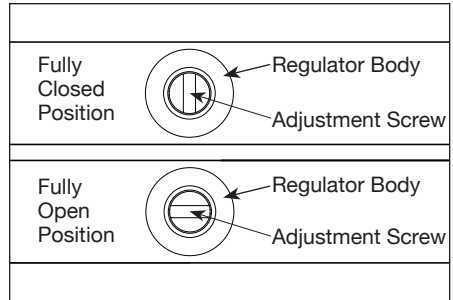 Fully
Closed
Position
Regulator Body
Adjustment Screw
Fully
Open
Position
Regulator Body
Adjustment Screw